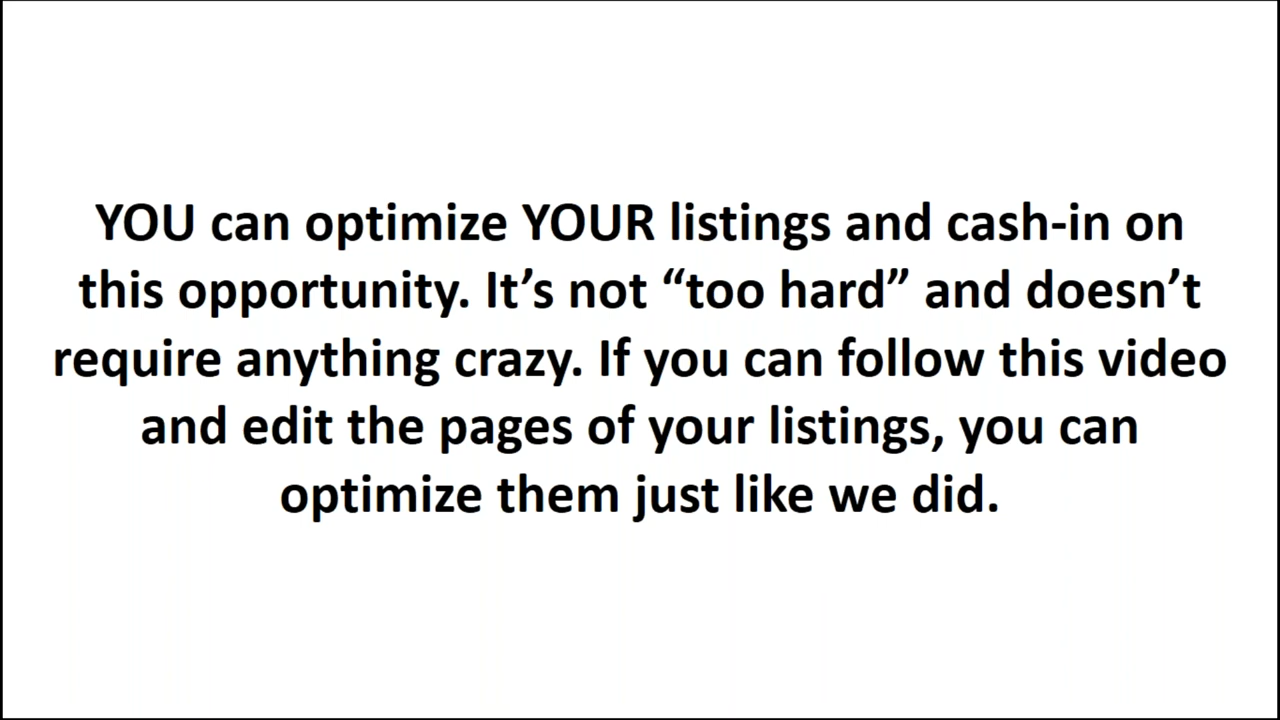 YOU can optimize YOUR listings and cash-in on
this opportunity. It’s not “too hard” and doesn’t
require anything crazy. If you can follow this video
and edit the pages of your listings, you can
optimize them just like we did.